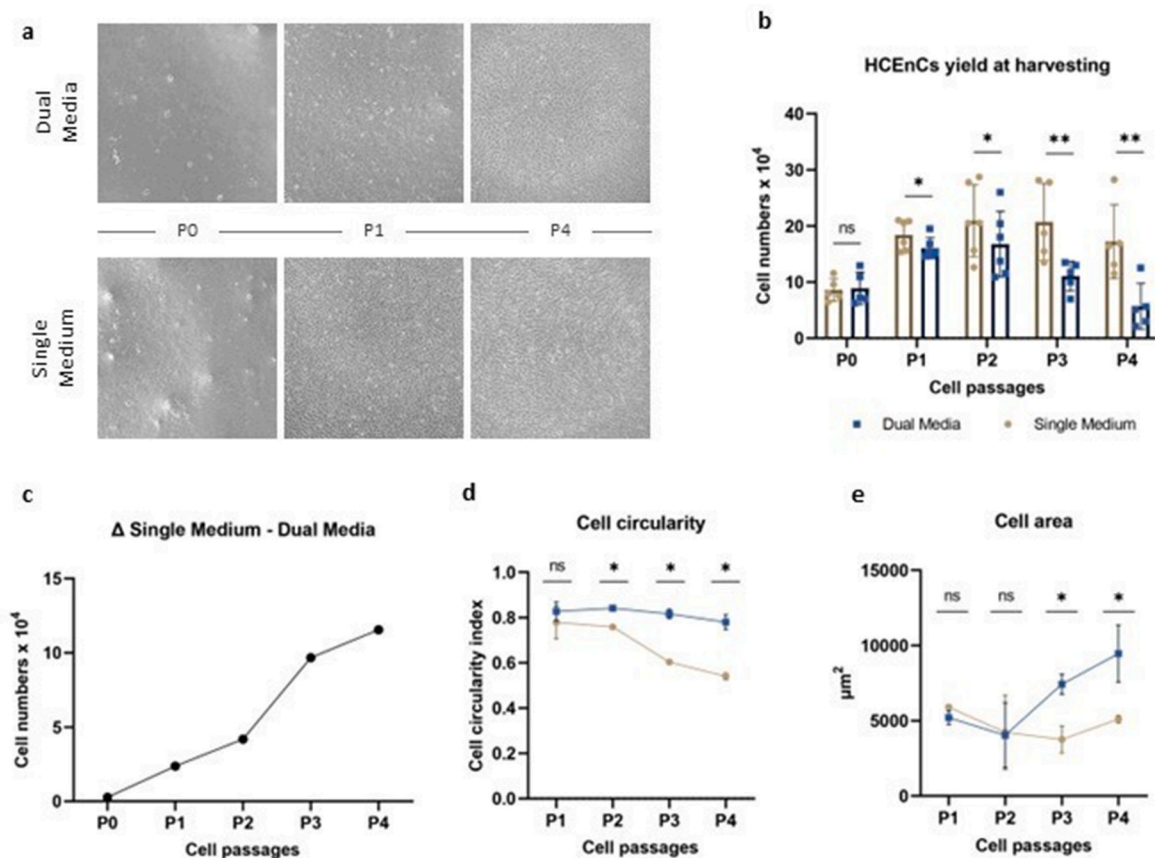 a
Dual
Media
P0 P1 P4
Single
Medium
b
HCEnCs yield at harvesting
Cell numbers x 10⁴
40
30
20
10
0
ns * * ** **
P0 P1 P2 P3 P4
Cell passages
Dual Media Single Medium
c
Δ Single Medium - Dual Media
Cell numbers x 10⁴
15
10
5
0
P0 P1 P2 P3 P4
Cell passages
d
Cell circularity
Cell circularity index
1.0
0.8
0.6
0.4
0.2
0.0
ns * * *
P1 P2 P3 P4
Cell passages
e
Cell area
µm²
15000
10000
5000
0
ns ns * *
P1 P2 P3 P4
Cell passages